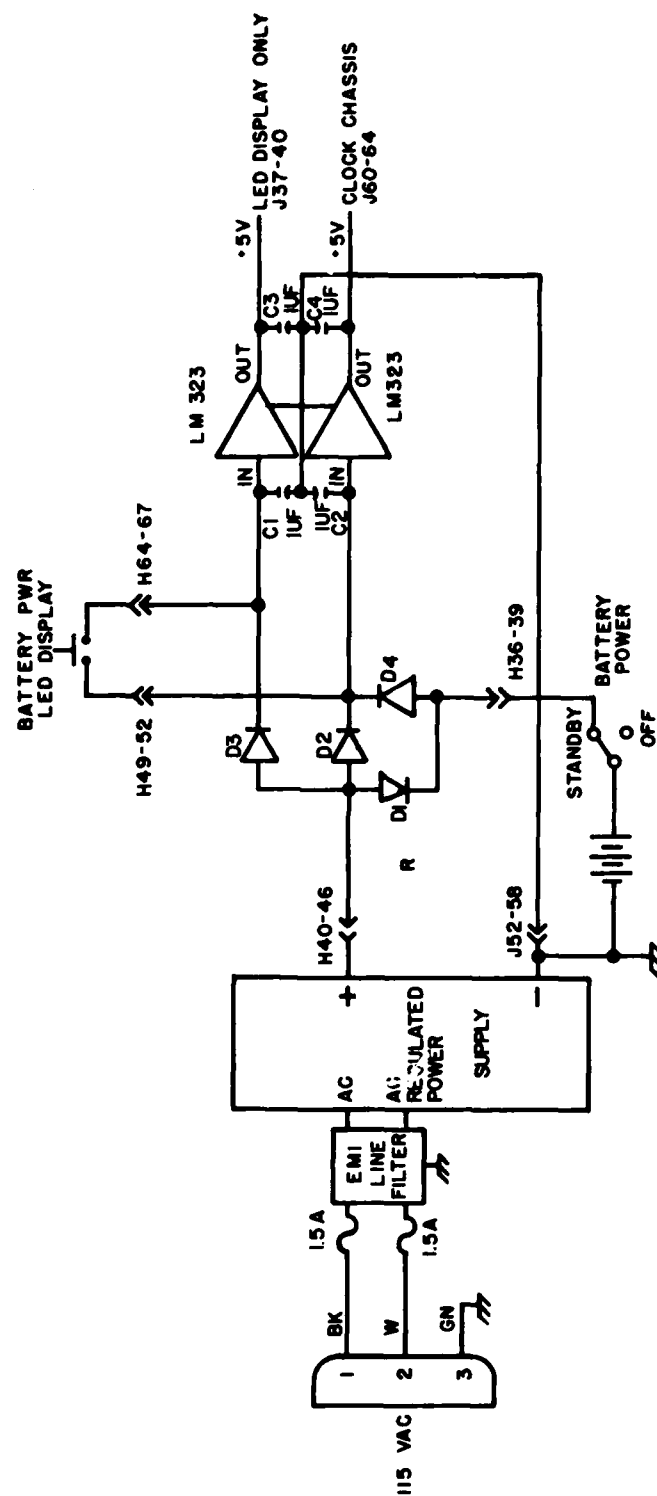 115 VAC
1
2
3
BK
W
GN
1.5A
1.5A
EMI
LINE
FILTER
AC
AC
REGULATED
POWER
SUPPLY
+
-
H40-46
J52-58
R
D1
D2
D3
D4
H49-52
H64-67
BATTERY PWR
LED DISPLAY
H36-39
STANDBY
OFF
BATTERY
POWER
C1
1UF
1UF
C2
IN
IN
LM 323
LM323
OUT
OUT
C3
1UF
C4
1UF
+5V
LED DISPLAY ONLY
J37-40
+5V
CLOCK CHASSIS
J60-64